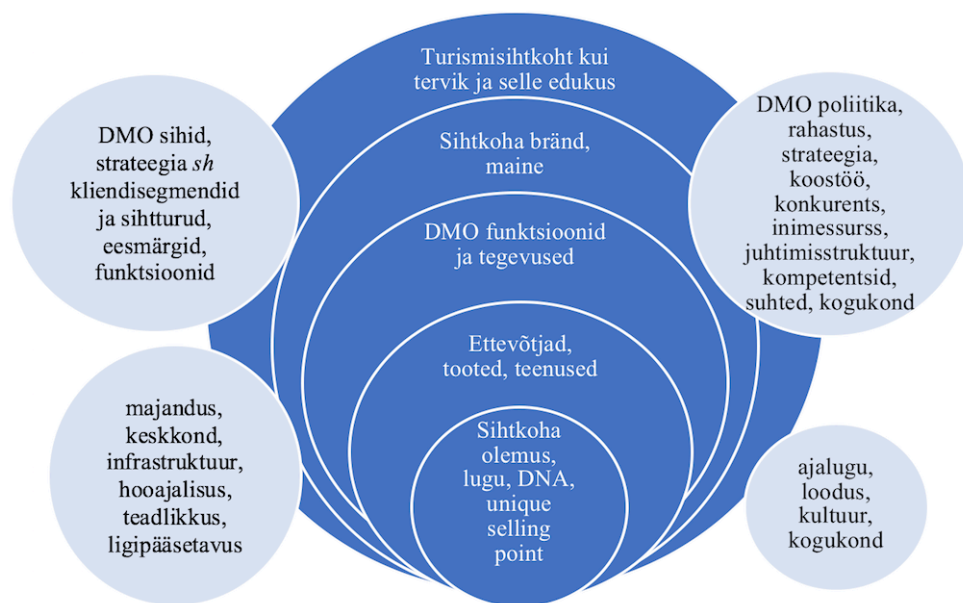 Turismisihtkoht kui
tervik ja selle edukus
Sihtkoha bränd,
maine
DMO funktsioonid
ja tegevused
Ettevõtjad,
tooted, teenused
Sihtkoha
olemus,
lugu, DNA,
unique
selling
point
DMO sihid,
strateegia sh
kliendisegmendid
ja sihtturud,
eesmärgid,
funktsioonid
DMO poliitika,
rahastus,
strateegia,
koostöö,
konkurents,
inimessurss,
juhtimisstruktuur,
kompetentsid,
suhted, kogukond
majandus,
keskkond,
infrastruktuur,
hooajalisus,
teadlikkus,
ligipääsetavus
ajalugu,
loodus,
kultuur,
kogukond